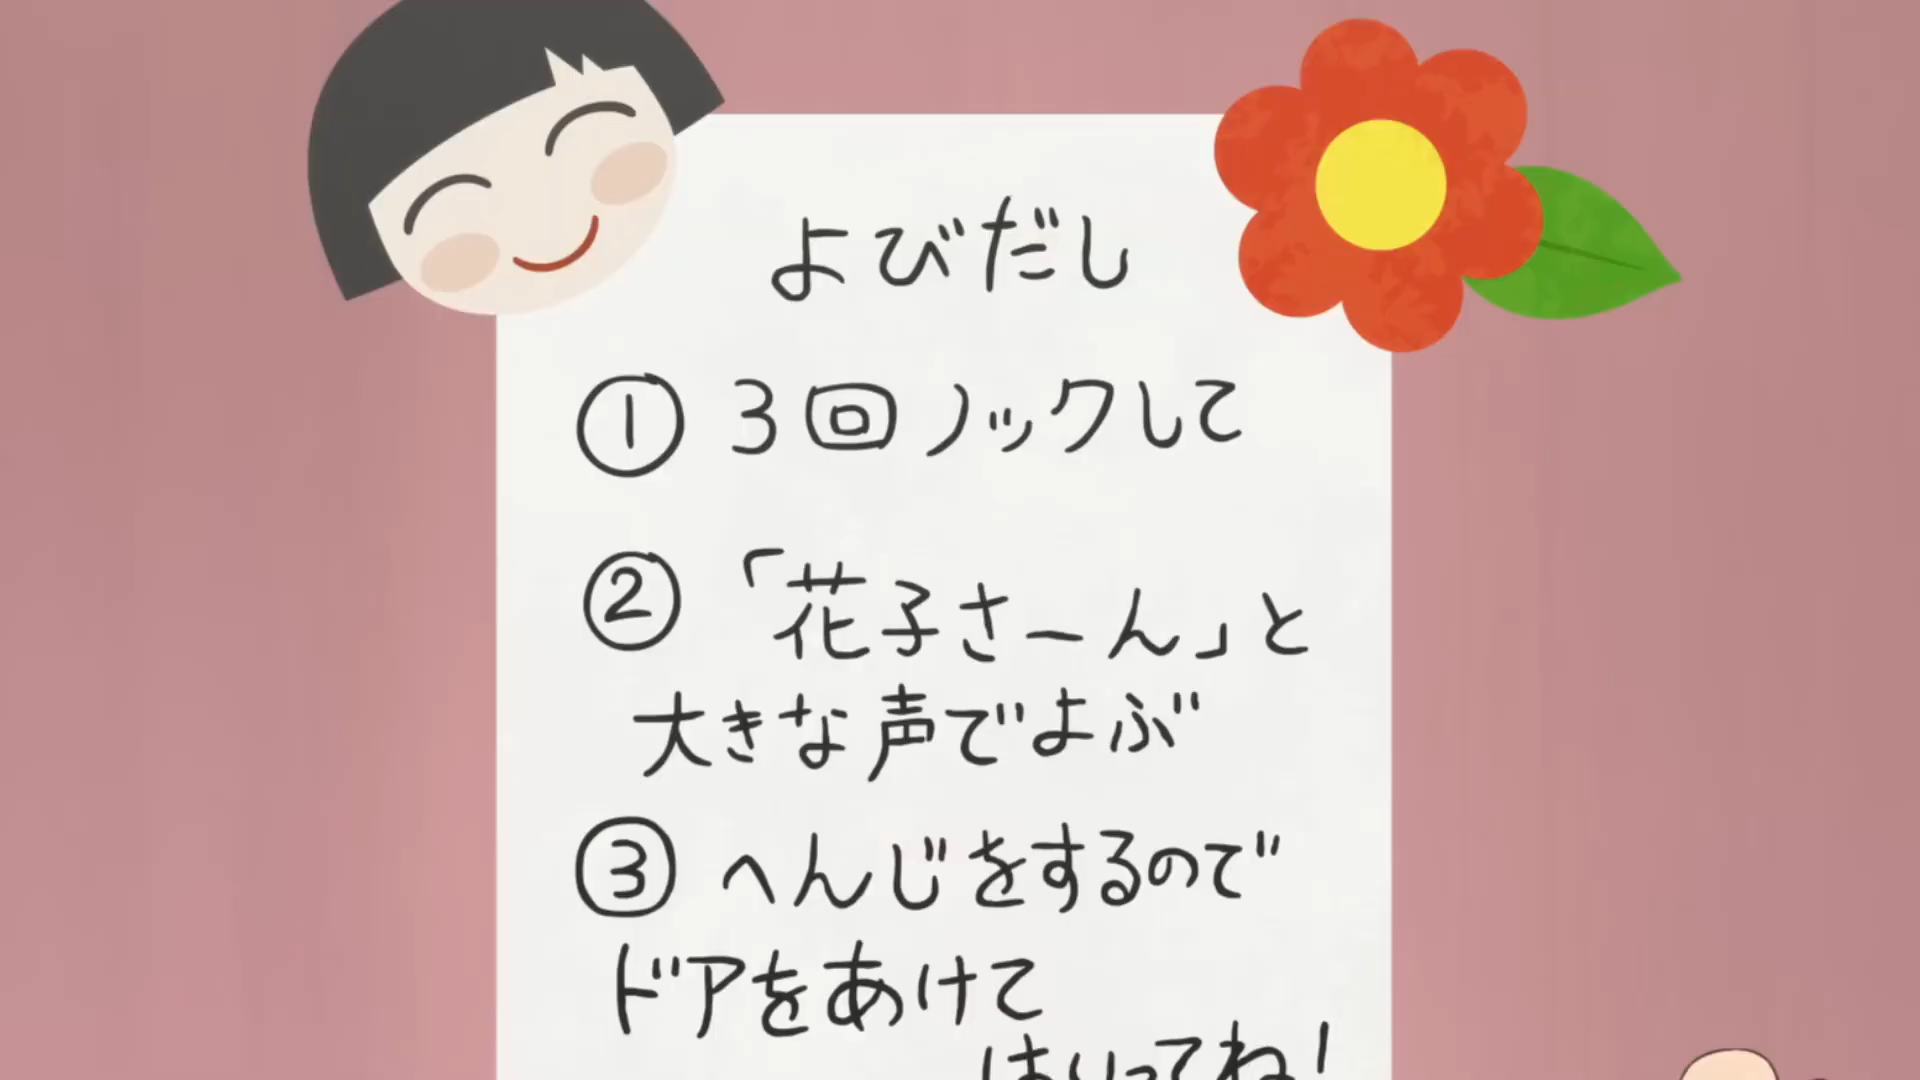 よびだし
① 3回ノックして
② 「花子さーん」と
大きな声でよぶ
③ へんじをするので
ドアをあけて
はいってね!